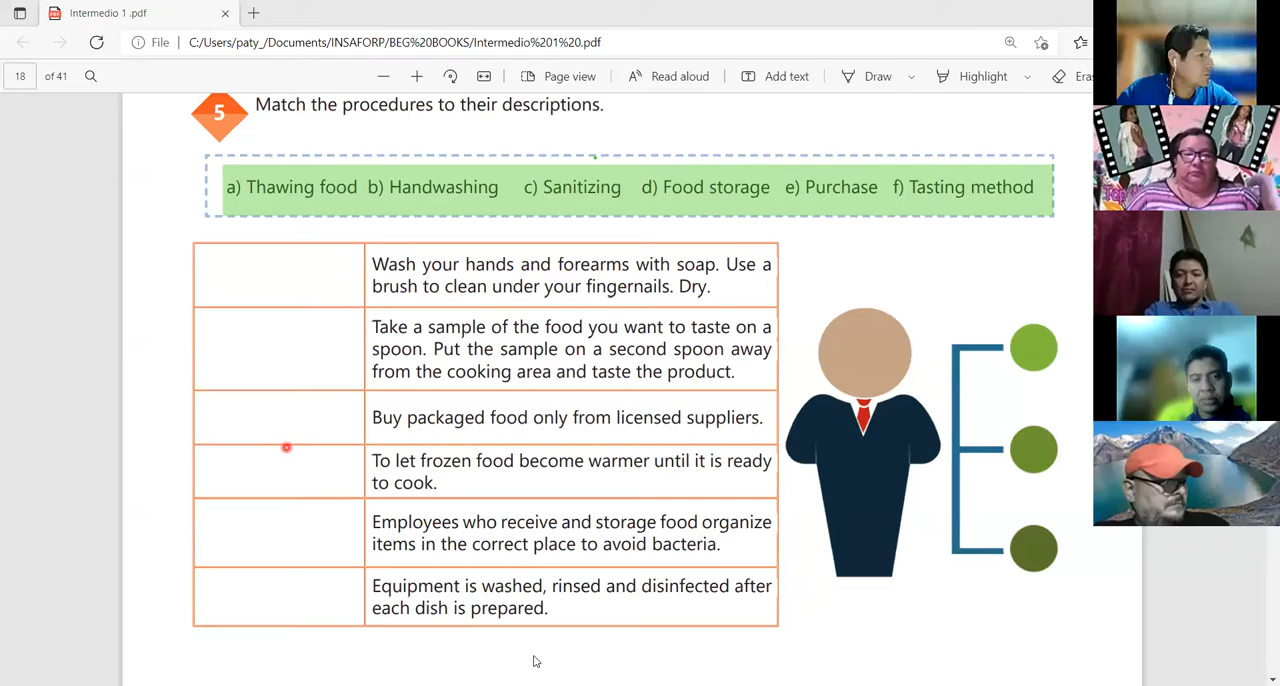 Intermedio 1 .pdf
File
C:/Users/paty_/Documents/INSAFORP/BEG%20BOOKS/Intermedio%201%20.pdf
18 of 41
Page view
Read aloud
Add text
Draw
Highlight
Eras
5 Match the procedures to their descriptions.
a) Thawing food b) Handwashing c) Sanitizing d) Food storage e) Purchase f) Tasting method
Wash your hands and forearms with soap. Use a
brush to clean under your fingernails. Dry.
Take a sample of the food you want to taste on a
spoon. Put the sample on a second spoon away
from the cooking area and taste the product.
Buy packaged food only from licensed suppliers.
To let frozen food become warmer until it is ready
to cook.
Employees who receive and storage food organize
items in the correct place to avoid bacteria.
Equipment is washed, rinsed and disinfected after
each dish is prepared.